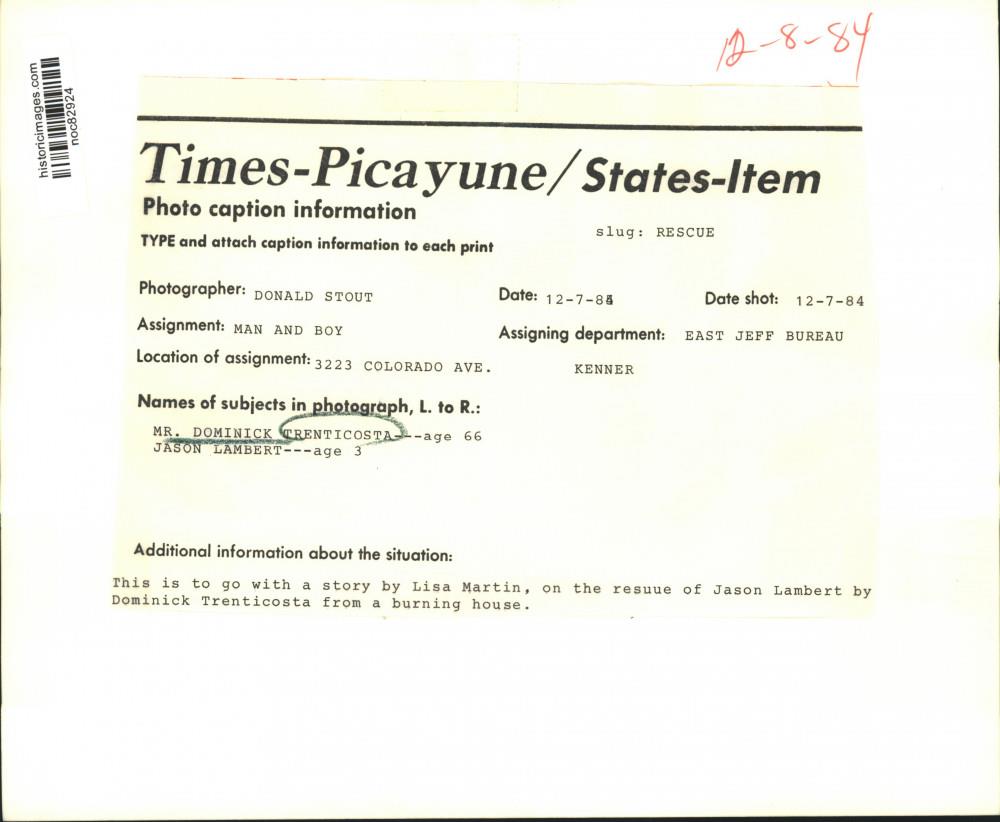 12-8-84
historicimages.com
noc82924
Times-Picayune/States-Item
Photo caption information
slug: RESCUE
TYPE and attach caption information to each print
Photographer: DONALD STOUT Date: 12-7-84 Date shot: 12-7-84
Assignment: MAN AND BOY Assigning department: EAST JEFF BUREAU
Location of assignment: 3223 COLORADO AVE. KENNER
Names of subjects in photograph, L. to R.:
MR. DOMINICK TRENTICOSTA---age 66
JASON LAMBERT---age 3
Additional information about the situation:
This is to go with a story by Lisa Martin, on the resuue of Jason Lambert by
Dominick Trenticosta from a burning house.